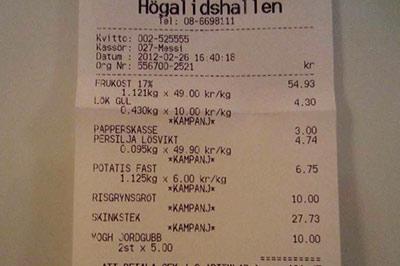 Högalidshallen
Tel: 08-6698111
Kvitto: 002-525555
Kassör: 027-Messi
Datum : 2012-02-26 16:40:18
Org Nr: 556700-2521 kr
FRUKOST 17% 54.93
1.121kg x 49.00 kr/kg
LÖK GUL 4.30
0.430kg x 10.00 kr/kg
*KAMPANJ*
PAPPERSKASSE 3.00
PERSILJA LÖSVIKT 4.74
0.095kg x 49.90 kr/kg
*KAMPANJ*
POTATIS FAST 6.75
1.125kg x 6.00 kr/kg
*KAMPANJ*
RISGRYNSGRÖT 10.00
*KAMPANJ*
SKINKSTEK 27.73
*KAMPANJ*
YOGH JORDGUBB 10.00
2st x 5.00